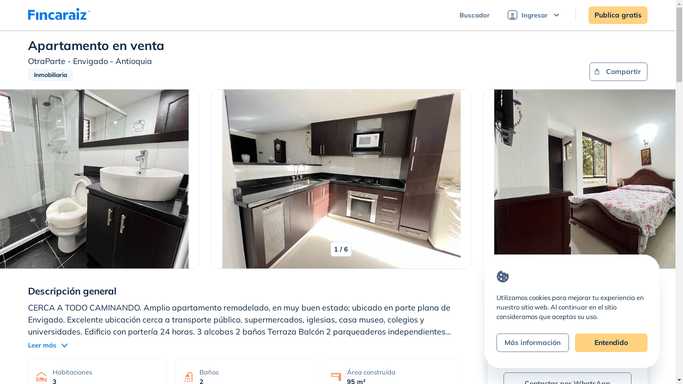 Fincaraiz
Buscador
Ingresar
Publica gratis
Apartamento en venta
OtraParte - Envigado - Antioquia
Inmobiliaria
Compartir
1 / 6
Descripción general
CERCA A TODO CAMINANDO. Amplio apartamento remodelado, en muy buen estado; ubicado en parte plana de
Envigado. Excelente ubicación cerca a transporte público, supermercados, iglesias, casa museo, colegios y
universidades. Edificio con portería 24 horas. 3 alcobas 2 baños Terraza Balcón 2 parqueaderos independientes...
Leer más
Habitaciones
3
Baños
2
Área construida
95 m²
Utilizamos cookies para mejorar tu experiencia en
nuestro sitio web. Al continuar en el sitio
consideramos que aceptas su uso.
Más información
Entendido
Contactar por WhatsApp